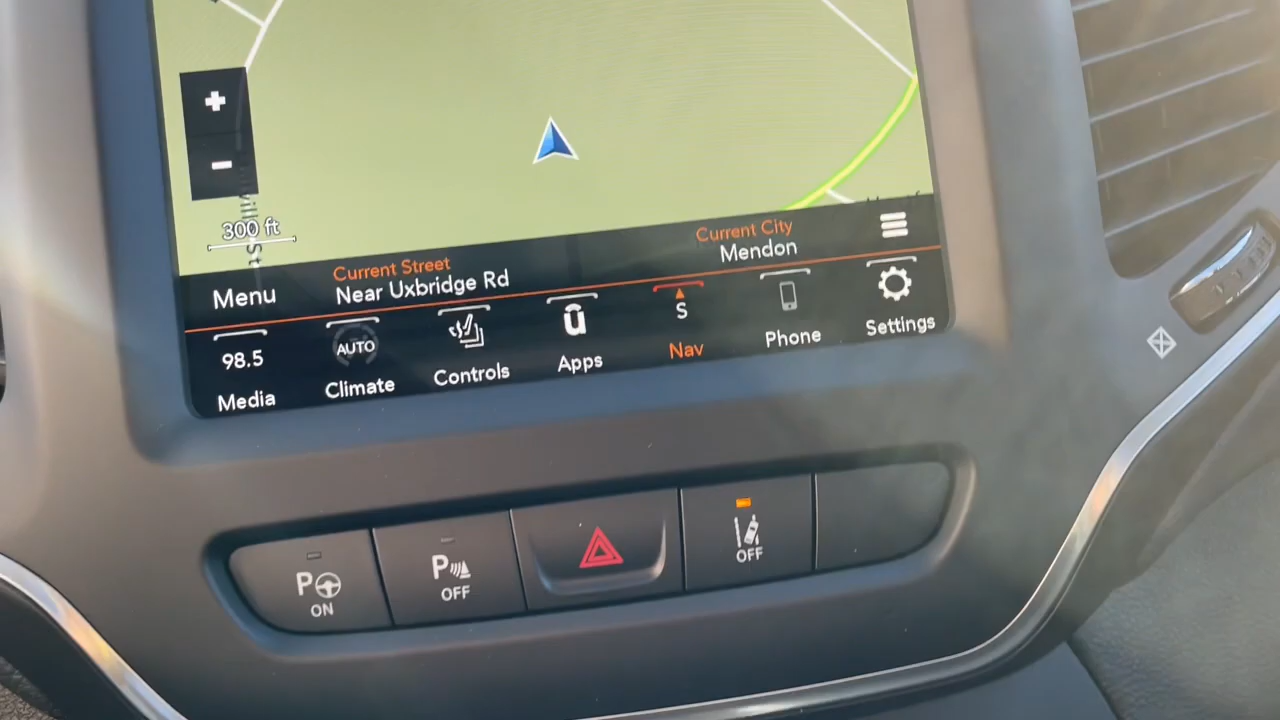 300 ft
Current City
Mendon
Current Street
Near Uxbridge Rd
Menu
98.5
Media
AUTO
Climate
Controls
u
Apps
S
Nav
Phone
Settings
P
ON
P
OFF
OFF